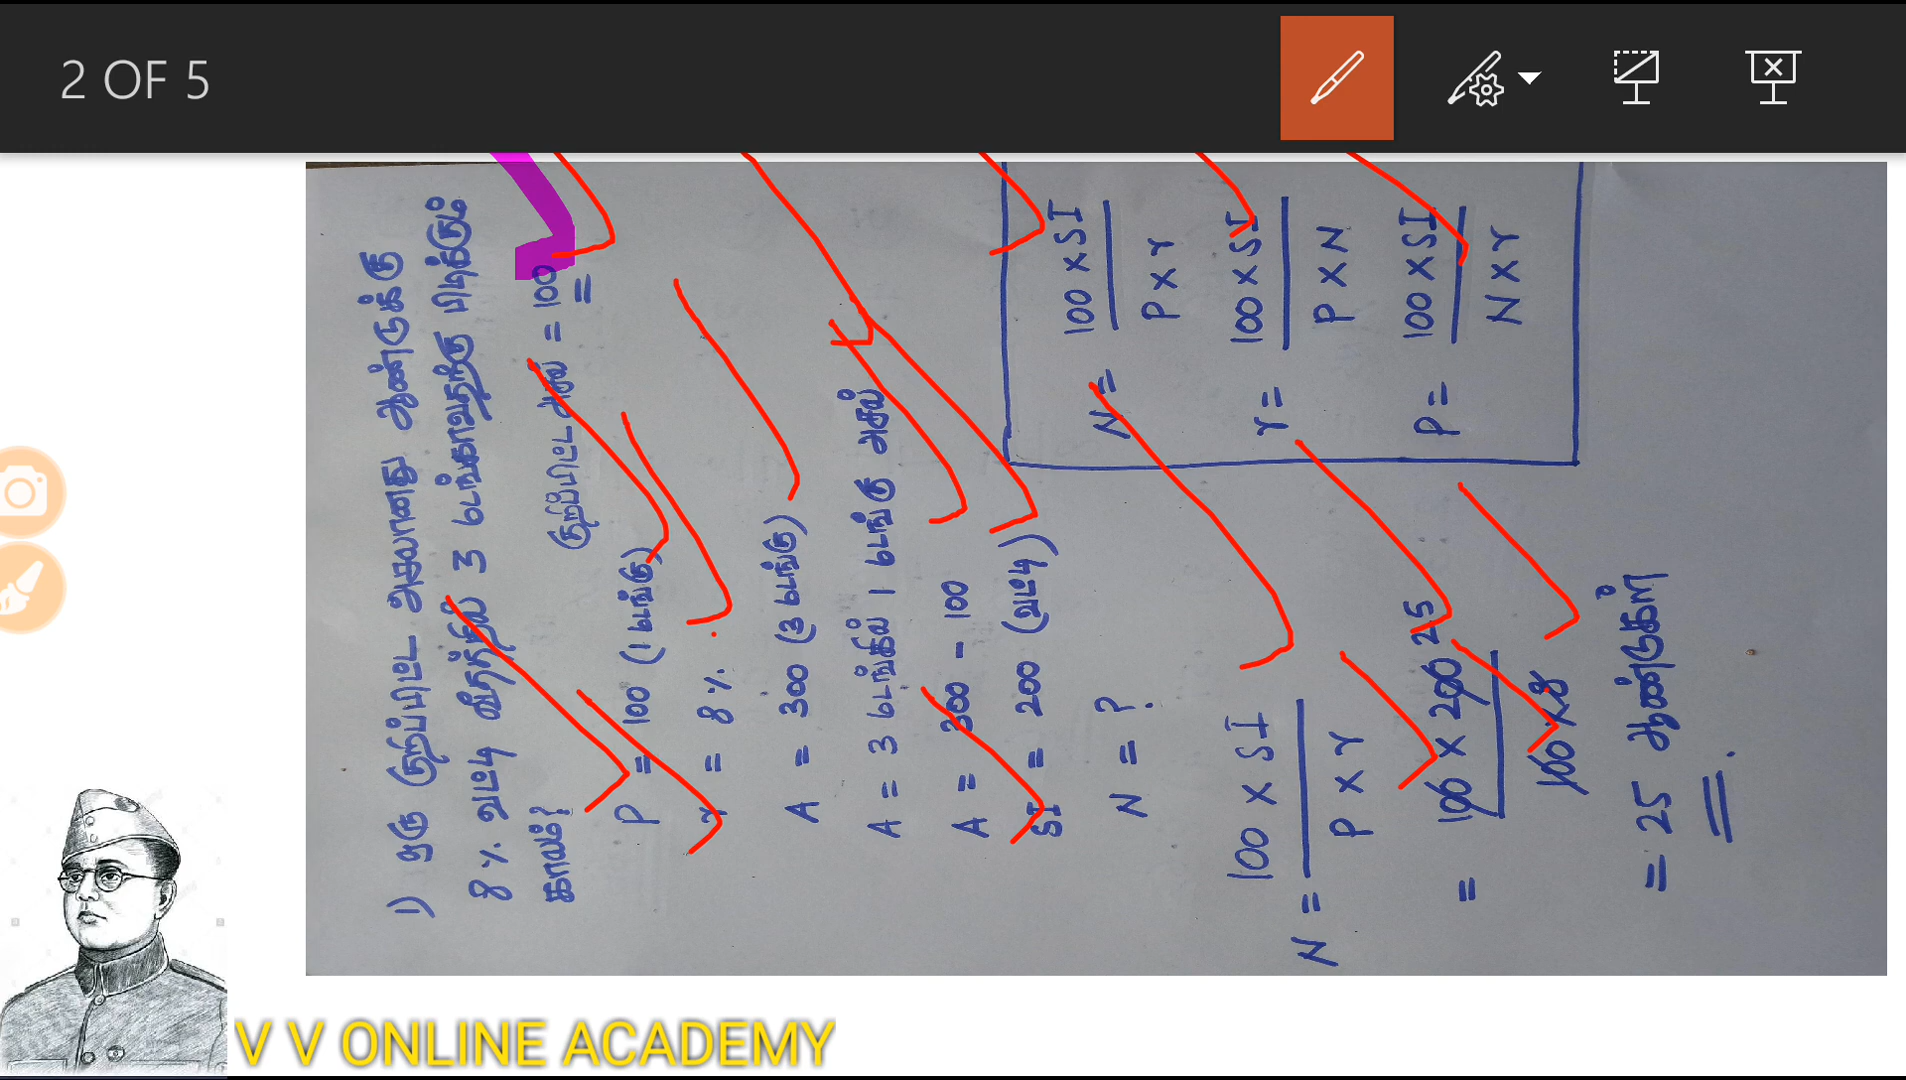 2 OF 5
1) ஒரு குறிப்பிட்ட அசலானது ஆண்டுக்கு
8% வட்டி வீதத்தில் 3 மடங்காவதற்கு பிடிக்கும்
காலம்?
குறிப்பிட்ட அசல் = 100
P = 100 (1 மடங்கு)
r = 8%.
A = 300 (3 மடங்கு)
A = 3 மடங்கில் 1 மடங்கு அசல்
A = 300 - 100
SI = 200 (வட்டி)
N = ?
N = 100 × SI
P × r
= 100 × 200 25
100 × 8
= 25 ஆண்டுகள்
N = 100 × SI
P × r
r = 100 × SI
P × N
P = 100 × SI
N × r
V V ONLINE ACADEMY